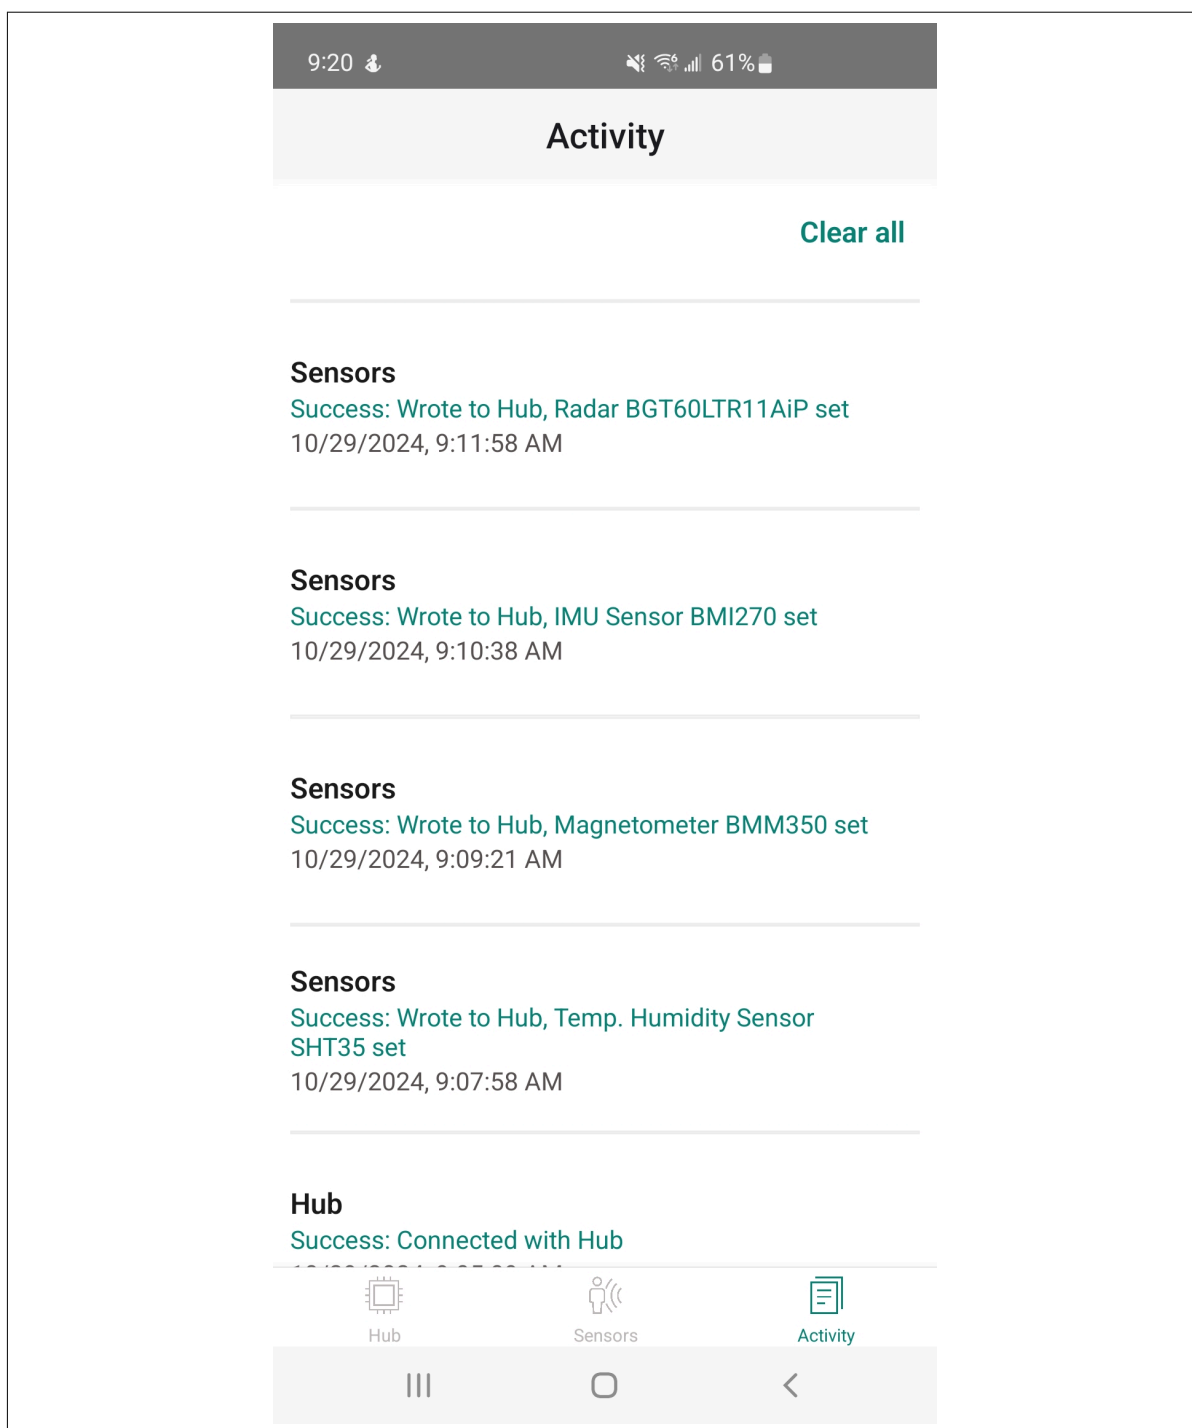 9:20
61%
Activity
Clear all
Sensors
Success: Wrote to Hub, Radar BGT60LTR11AiP set
10/29/2024, 9:11:58 AM
Sensors
Success: Wrote to Hub, IMU Sensor BMI270 set
10/29/2024, 9:10:38 AM
Sensors
Success: Wrote to Hub, Magnetometer BMM350 set
10/29/2024, 9:09:21 AM
Sensors
Success: Wrote to Hub, Temp. Humidity Sensor
SHT35 set
10/29/2024, 9:07:58 AM
Hub
Success: Connected with Hub
Hub
Sensors
Activity